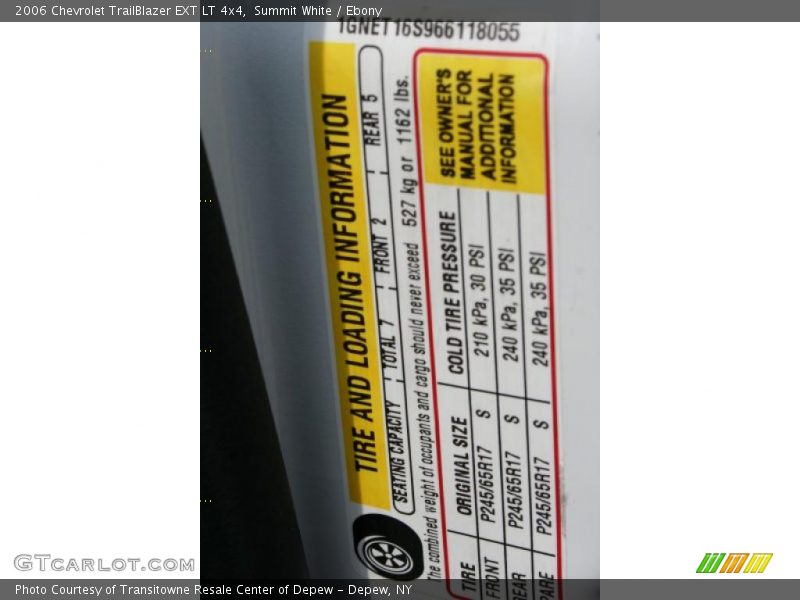 2006 Chevrolet TrailBlazer EXT LT 4x4, Summit White / Ebony
1GNET16S966118055
TIRE AND LOADING INFORMATION
SEATING CAPACITY TOTAL 7 FRONT 2 REAR 5
The combined weight of occupants and cargo should never exceed 527 kg or 1162 lbs.
TIRE ORIGINAL SIZE COLD TIRE PRESSURE
FRONT P245/65R17 S 210 kPa, 30 PSI
REAR P245/65R17 S 240 kPa, 35 PSI
PARE P245/65R17 S 240 kPa, 35 PSI
SEE OWNER'S
MANUAL FOR
ADDITIONAL
INFORMATION
GTcarlot.com
Photo Courtesy of Transitowne Resale Center of Depew – Depew, NY